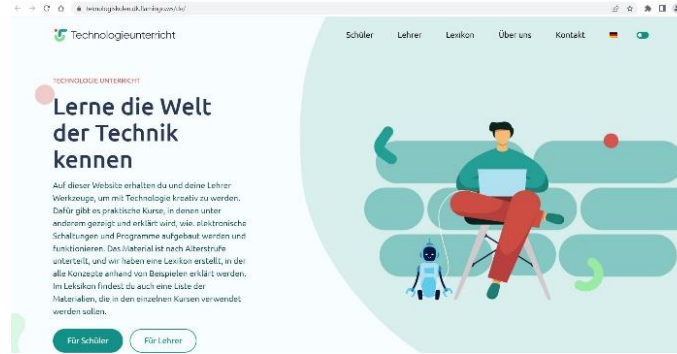 Technologieunterricht
Schüler Lehrer Lexikon Über uns Kontakt
TECHNOLOGIE UNTERRICHT
Lerne die Welt
der Technik
kennen
Auf dieser Website erhalten du und deine Lehrer
Werkzeuge, um mit Technologie kreativ zu werden.
Dafür gibt es praktische Kurse, in denen unter
anderem gezeigt und erklärt wird, wie. elektronische
Schaltungen und Programme aufgebaut werden und
funktionieren. Das Material ist nach Alterstrufe
unterteilt, und wir haben eine Lexikon erstellt, in der
alle Konzepte anhand von Beispielen erklärt werden.
Im Leksikon findest du auch eine Liste der
Materialien, die in den einzelnen Kursen verwendet
werden sollen.
Für Schüler Für Lehrer